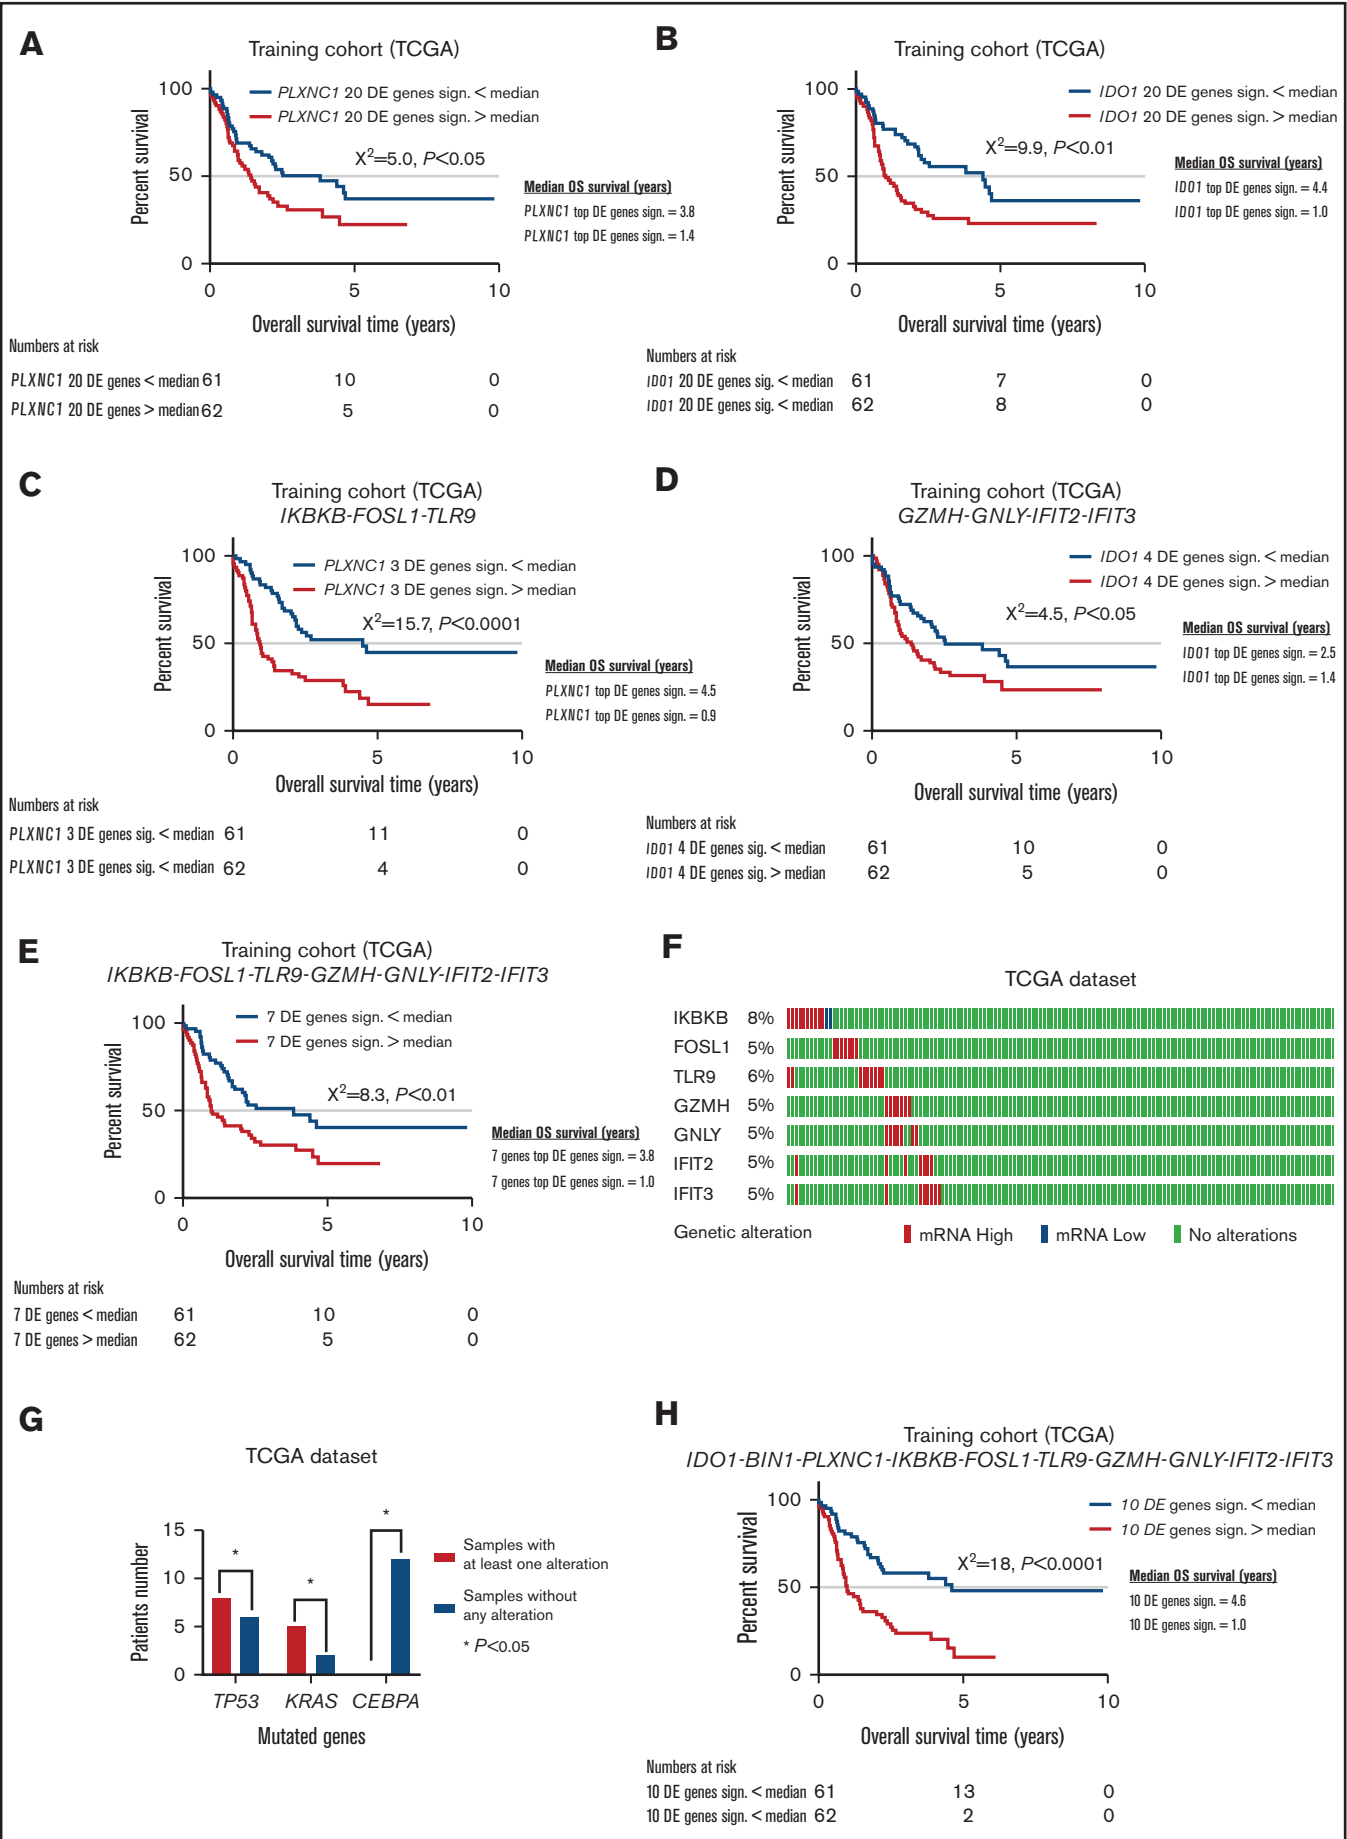 A
Training cohort (TCGA)
Percent survival
100
50
0
PLXNC1 20 DE genes sign. < median
PLXNC1 20 DE genes sign. > median
X²=5.0, P<0.05
Median OS survival (years)
PLXNC1 top DE genes sign. = 3.8
PLXNC1 top DE genes sign. = 1.4
0 5 10
Overall survival time (years)
Numbers at risk
PLXNC1 20 DE genes < median 61 10 0
PLXNC1 20 DE genes > median 62 5 0
B
Training cohort (TCGA)
Percent survival
100
50
0
IDO1 20 DE genes sign. < median
IDO1 20 DE genes sign. > median
X²=9.9, P<0.01
Median OS survival (years)
IDO1 top DE genes sign. = 4.4
IDO1 top DE genes sign. = 1.0
0 5 10
Overall survival time (years)
Numbers at risk
IDO1 20 DE genes sig. < median 61 7 0
IDO1 20 DE genes sig. < median 62 8 0
C
Training cohort (TCGA)
IKBKB-FOSL1-TLR9
Percent survival
100
50
0
PLXNC1 3 DE genes sign. < median
PLXNC1 3 DE genes sign. > median
X²=15.7, P<0.0001
Median OS survival (years)
PLXNC1 top DE genes sign. = 4.5
PLXNC1 top DE genes sign. = 0.9
0 5 10
Overall survival time (years)
Numbers at risk
PLXNC1 3 DE genes sig. < median 61 11 0
PLXNC1 3 DE genes sig. > median 62 4 0
D
Training cohort (TCGA)
GZMH-GNLY-IFIT2-IFIT3
Percent survival
100
50
0
IDO1 4 DE genes sign. < median
IDO1 4 DE genes sign. > median
X²=4.5, P<0.05
Median OS survival (years)
IDO1 top DE genes sign. = 2.5
IDO1 top DE genes sign. = 1.4
0 5 10
Overall survival time (years)
Numbers at risk
IDO1 4 DE genes sig. < median 61 10 0
IDO1 4 DE genes sig. > median 62 5 0
E
Training cohort (TCGA)
IKBKB-FOSL1-TLR9-GZMH-GNLY-IFIT2-IFIT3
Percent survival
100
50
0
7 DE genes sign. < median
7 DE genes sign. > median
X²=8.3, P<0.01
Median OS survival (years)
7 genes top DE genes sign. = 3.8
7 genes top DE genes sign. = 1.0
0 5 10
Overall survival time (years)
Numbers at risk
7 DE genes < median 61 10 0
7 DE genes > median 62 5 0
F
TCGA dataset
IKBKB 8%
FOSL1 5%
TLR9 6%
GZMH 5%
GNLY 5%
IFIT2 5%
IFIT3 5%
Genetic alteration mRNA High mRNA Low No alterations
G
TCGA dataset
Patients number
15
10
5
0
* * *
Samples with
at least one alteration
Samples without
any alteration
* P<0.05
TP53 KRAS CEBPA
Mutated genes
H
Training cohort (TCGA)
IDO1-BIN1-PLXNC1-IKBKB-FOSL1-TLR9-GZMH-GNLY-IFIT2-IFIT3
Percent survival
100
50
0
10 DE genes sign. < median
10 DE genes sign. > median
X²=18, P<0.0001
Median OS survival (years)
10 DE genes sign. = 4.6
10 DE genes sign. = 1.0
0 5 10
Overall survival time (years)
Numbers at risk
10 DE genes sign. < median 61 13 0
10 DE genes sign. < median 62 2 0